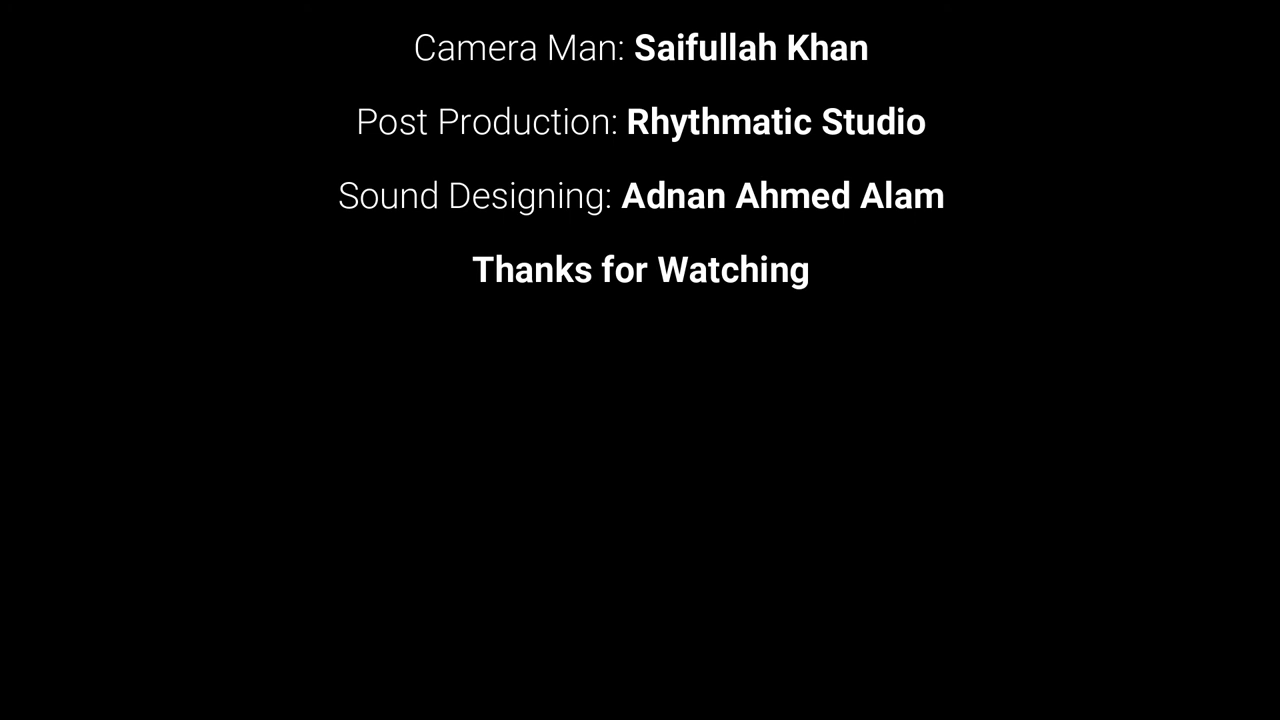 Camera Man: Saifullah Khan
Post Production: Rhythmatic Studio
Sound Designing: Adnan Ahmed Alam
Thanks for Watching